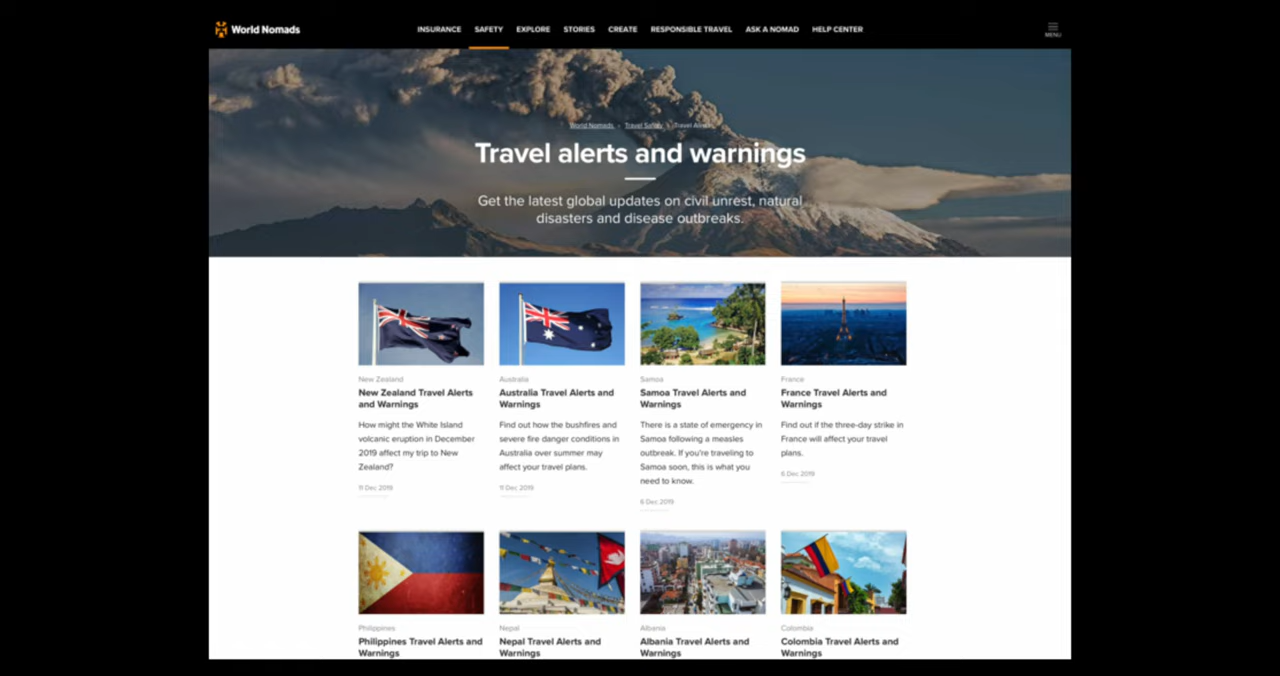 World Nomads
INSURANCE SAFETY EXPLORE STORIES CREATE RESPONSIBLE TRAVEL ASK A NOMAD HELP CENTER
MENU
World Nomads > Travel Safety > Travel Alerts
Travel alerts and warnings
Get the latest global updates on civil unrest, natural
disasters and disease outbreaks.
New Zealand
New Zealand Travel Alerts
and Warnings
How might the White Island
volcanic eruption in December
2019 affect my trip to New
Zealand?
11 Dec 2019
Australia
Australia Travel Alerts and
Warnings
Find out how the bushfires and
severe fire danger conditions in
Australia over summer may
affect your travel plans.
11 Dec 2019
Samoa
Samoa Travel Alerts and
Warnings
There is a state of emergency in
Samoa following a measles
outbreak. If you're traveling to
Samoa soon, this is what you
need to know.
6 Dec 2019
France
France Travel Alerts and
Warnings
Find out if the three-day strike in
France will affect your travel
plans.
6 Dec 2019
Philippines
Philippines Travel Alerts and
Warnings
Nepal
Nepal Travel Alerts and
Warnings
Albania
Albania Travel Alerts and
Warnings
Colombia
Colombia Travel Alerts and
Warnings